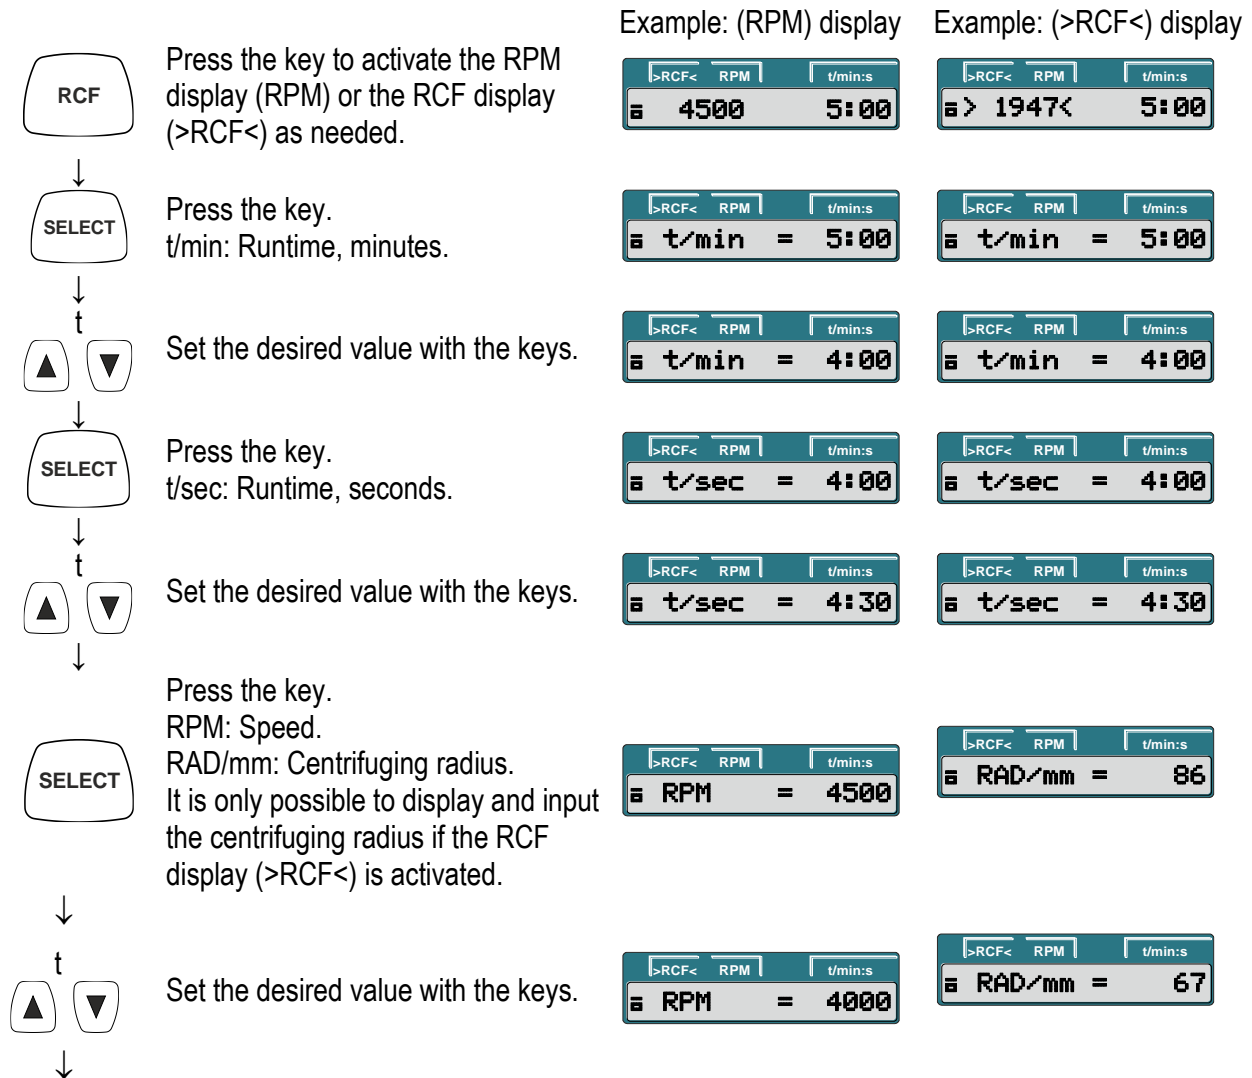 Example: (RPM) display Example: (>RCF<) display
RCF
Press the key to activate the RPM
display (RPM) or the RCF display
(>RCF<) as needed.
>RCF< RPM t/min:s
4500 5:00
>RCF< RPM t/min:s
> 1947< 5:00
↓
SELECT
Press the key.
t/min: Runtime, minutes.
>RCF< RPM t/min:s
t/min = 5:00
>RCF< RPM t/min:s
t/min = 5:00
↓
t
▲ ▼
Set the desired value with the keys.
>RCF< RPM t/min:s
t/min = 4:00
>RCF< RPM t/min:s
t/min = 4:00
↓
SELECT
Press the key.
t/sec: Runtime, seconds.
>RCF< RPM t/min:s
t/sec = 4:00
>RCF< RPM t/min:s
t/sec = 4:00
↓
t
▲ ▼
Set the desired value with the keys.
>RCF< RPM t/min:s
t/sec = 4:30
>RCF< RPM t/min:s
t/sec = 4:30
↓
SELECT
Press the key.
RPM: Speed.
RAD/mm: Centrifuging radius.
It is only possible to display and input
the centrifuging radius if the RCF
display (>RCF<) is activated.
>RCF< RPM t/min:s
RPM = 4500
>RCF< RPM t/min:s
RAD/mm = 86
↓
t
▲ ▼
Set the desired value with the keys.
>RCF< RPM t/min:s
RPM = 4000
>RCF< RPM t/min:s
RAD/mm = 67
↓